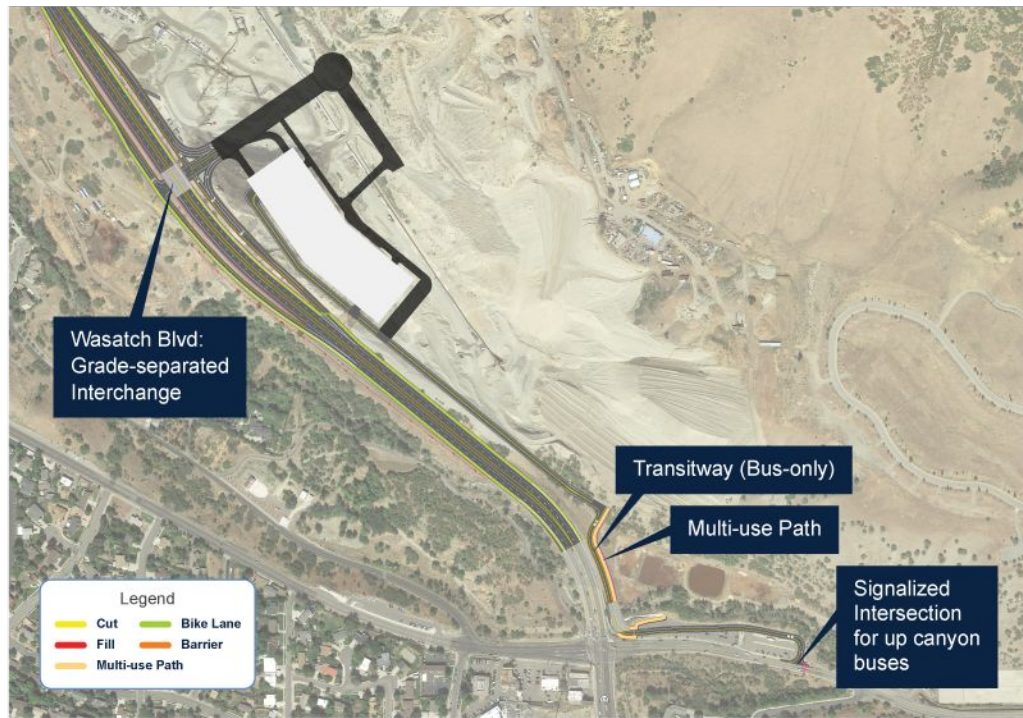 Wasatch Blvd:
Grade-separated
Interchange
Transitway (Bus-only)
Multi-use Path
Signalized
Intersection
for up canyon
buses
Legend
Cut
Bike Lane
Fill
Barrier
Multi-use Path